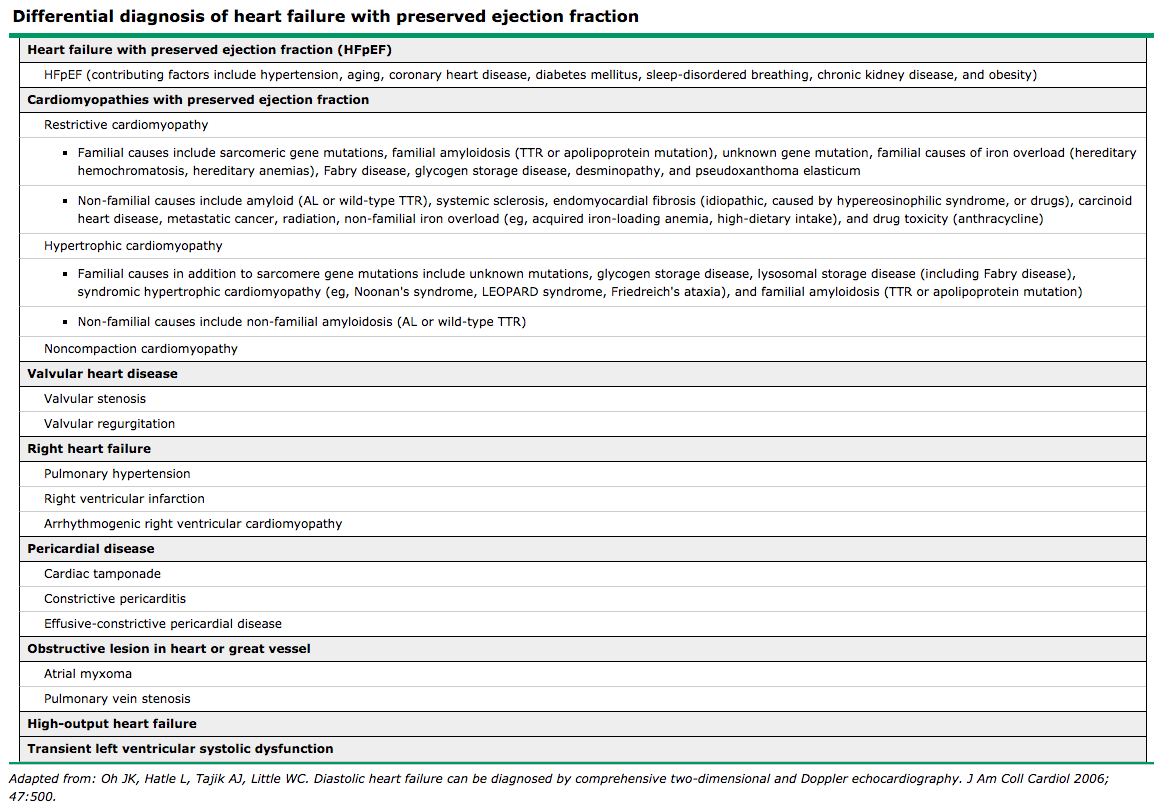 Differential diagnosis of heart failure with preserved ejection fraction
Heart failure with preserved ejection fraction (HFpEF)
HFpEF (contributing factors include hypertension, aging, coronary heart disease, diabetes mellitus, sleep-disordered breathing, chronic kidney disease, and obesity)
Cardiomyopathies with preserved ejection fraction
Restrictive cardiomyopathy
▪ Familial causes include sarcomeric gene mutations, familial amyloidosis (TTR or apolipoprotein mutation), unknown gene mutation, familial causes of iron overload (hereditary
hemochromatosis, hereditary anemias), Fabry disease, glycogen storage disease, desminopathy, and pseudoxanthoma elasticum
▪ Non-familial causes include amyloid (AL or wild-type TTR), systemic sclerosis, endomyocardial fibrosis (idiopathic, caused by hypereosinophilic syndrome, or drugs), carcinoid
heart disease, metastatic cancer, radiation, non-familial iron overload (eg, acquired iron-loading anemia, high-dietary intake), and drug toxicity (anthracycline)
Hypertrophic cardiomyopathy
▪ Familial causes in addition to sarcomere gene mutations include unknown mutations, glycogen storage disease, lysosomal storage disease (including Fabry disease),
syndromic hypertrophic cardiomyopathy (eg, Noonan's syndrome, LEOPARD syndrome, Friedreich's ataxia), and familial amyloidosis (TTR or apolipoprotein mutation)
▪ Non-familial causes include non-familial amyloidosis (AL or wild-type TTR)
Noncompaction cardiomyopathy
Valvular heart disease
Valvular stenosis
Valvular regurgitation
Right heart failure
Pulmonary hypertension
Right ventricular infarction
Arrhythmogenic right ventricular cardiomyopathy
Pericardial disease
Cardiac tamponade
Constrictive pericarditis
Effusive-constrictive pericardial disease
Obstructive lesion in heart or great vessel
Atrial myxoma
Pulmonary vein stenosis
High-output heart failure
Transient left ventricular systolic dysfunction
Adapted from: Oh JK, Hatle L, Tajik AJ, Little WC. Diastolic heart failure can be diagnosed by comprehensive two-dimensional and Doppler echocardiography. J Am Coll Cardiol 2006;
47:500.